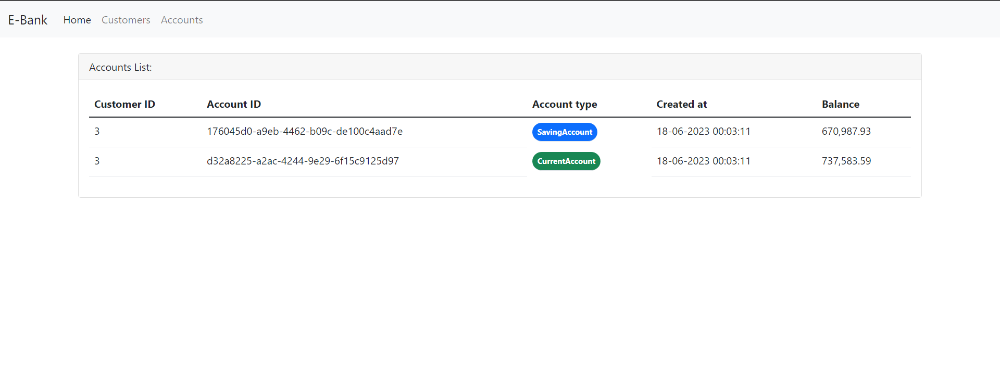 E-Bank Home Customers Accounts
Accounts List:
Customer ID Account ID Account type Created at Balance
3 176045d0-a9eb-4462-b09c-de100c4aad7e SavingAccount 18-06-2023 00:03:11 670,987.93
3 d32a8225-a2ac-4244-9e29-6f15c9125d97 CurrentAccount 18-06-2023 00:03:11 737,583.59